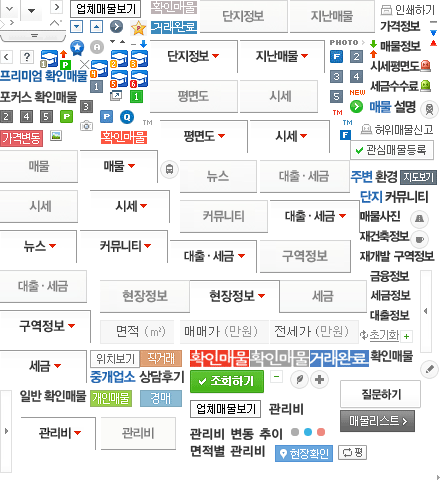 업체매물보기 확인매물 단지정보 지난매물 인쇄하기
거래완료 가격정보
PHOTO 매물정보
단지정보 지난매물 F 2 시세평면도
프리미엄 확인매물 3 4
포커스 확인매물 3 1 평면도 시세 5 NEW 시세금수료
2 4 5 P P Q 매물 설명
TM TM
가격변동 확인매물 평면도 시세 F 허위매물신고
관심매물등록
매물 매물 뉴스 대출·세금 주변 환경 지도보기
단지 커뮤니티
시세 시세 커뮤니티 대출·세금 매물사진
뉴스 커뮤니티 재건축정보
대출·세금 구역정보 재개발 구역정보
대출·세금 금융정보
현장정보 현장정보 세금 세금정보
대출정보
구역정보 면적 (㎡) 매매가 (만원) 전세가 (만원) 초기화
세금 위치보기 직거래 확인매물 확인매물 거래완료 확인매물
중개업소 상담후기 조회하기
일반 확인매물 개인매물 경매 질문하기
업체매물보기 관리비
관리비 관리비 매물리스트
관리비 변동 추이
면적별 관리비 현장확인 평